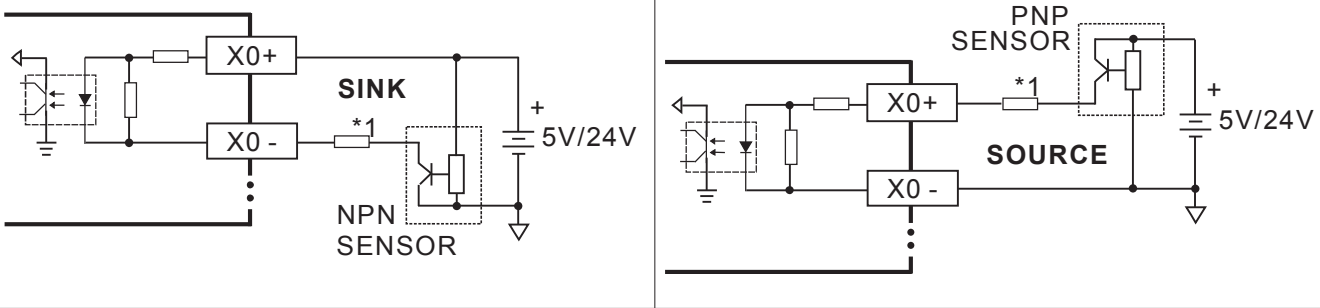 X0+
SINK
*1
X0 -
+
5V/24V
NPN
SENSOR
PNP
SENSOR
*1
X0+
+
5V/24V
SOURCE
X0 -